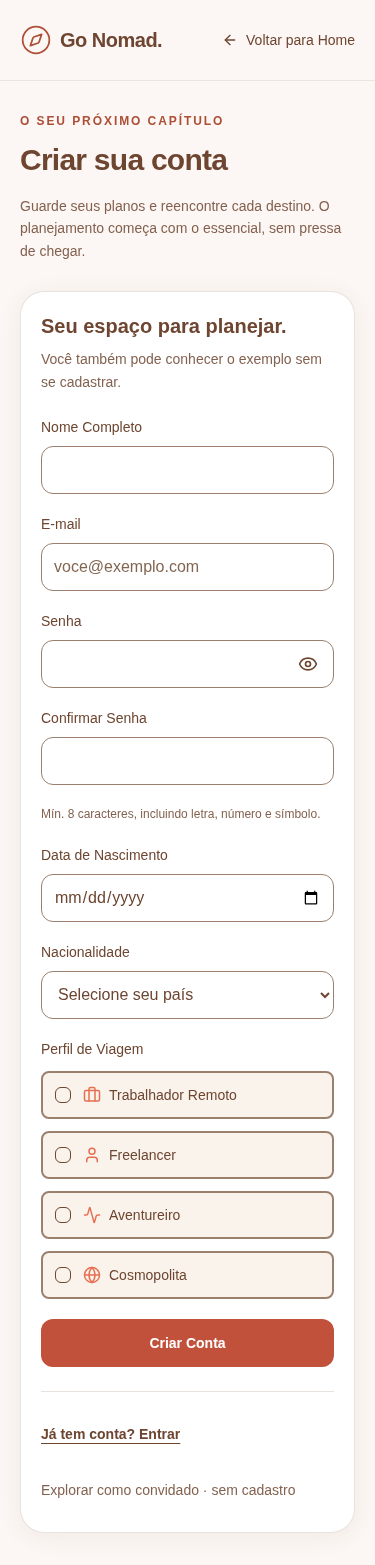 Go Nomad.
Voltar para Home
O SEU PRÓXIMO CAPÍTULO
Criar sua conta
Guarde seus planos e reencontre cada destino. O
planejamento começa com o essencial, sem pressa
de chegar.
Seu espaço para planejar.
Você também pode conhecer o exemplo sem
se cadastrar.
Nome Completo
E-mail
voce@exemplo.com
Senha
Confirmar Senha
Mín. 8 caracteres, incluindo letra, número e símbolo.
Data de Nascimento
mm/dd/yyyy
Nacionalidade
Selecione seu país
Perfil de Viagem
Trabalhador Remoto
Freelancer
Aventureiro
Cosmopolita
Criar Conta
Já tem conta? Entrar
Explorar como convidado · sem cadastro